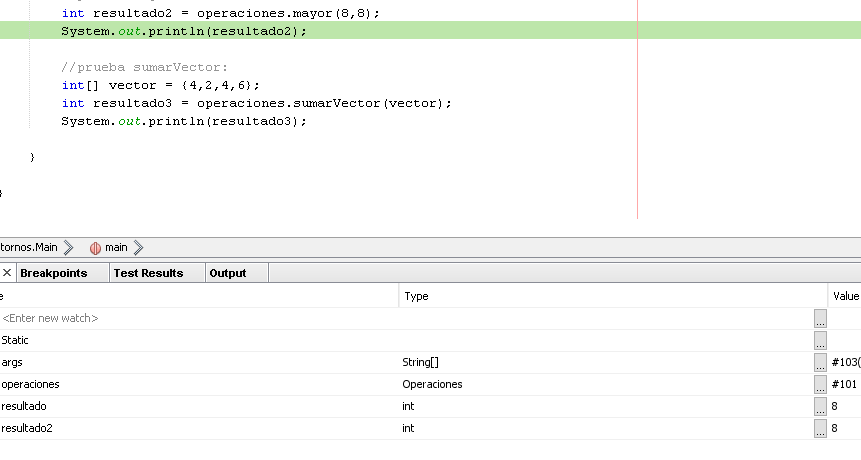 int resultado2 = operaciones.mayor(8,8);
System.out.println(resultado2);
//prueba sumarVector:
int[] vector = {4,2,4,6};
int resultado3 = operaciones.sumarVector(vector);
System.out.println(resultado3);
}
}
tornos.Main main
Breakpoints Test Results Output
e Type Value
<Enter new watch> ...
Static ...
args String[] ... #103(
operaciones Operaciones ... #101
resultado int ... 8
resultado2 int ... 8